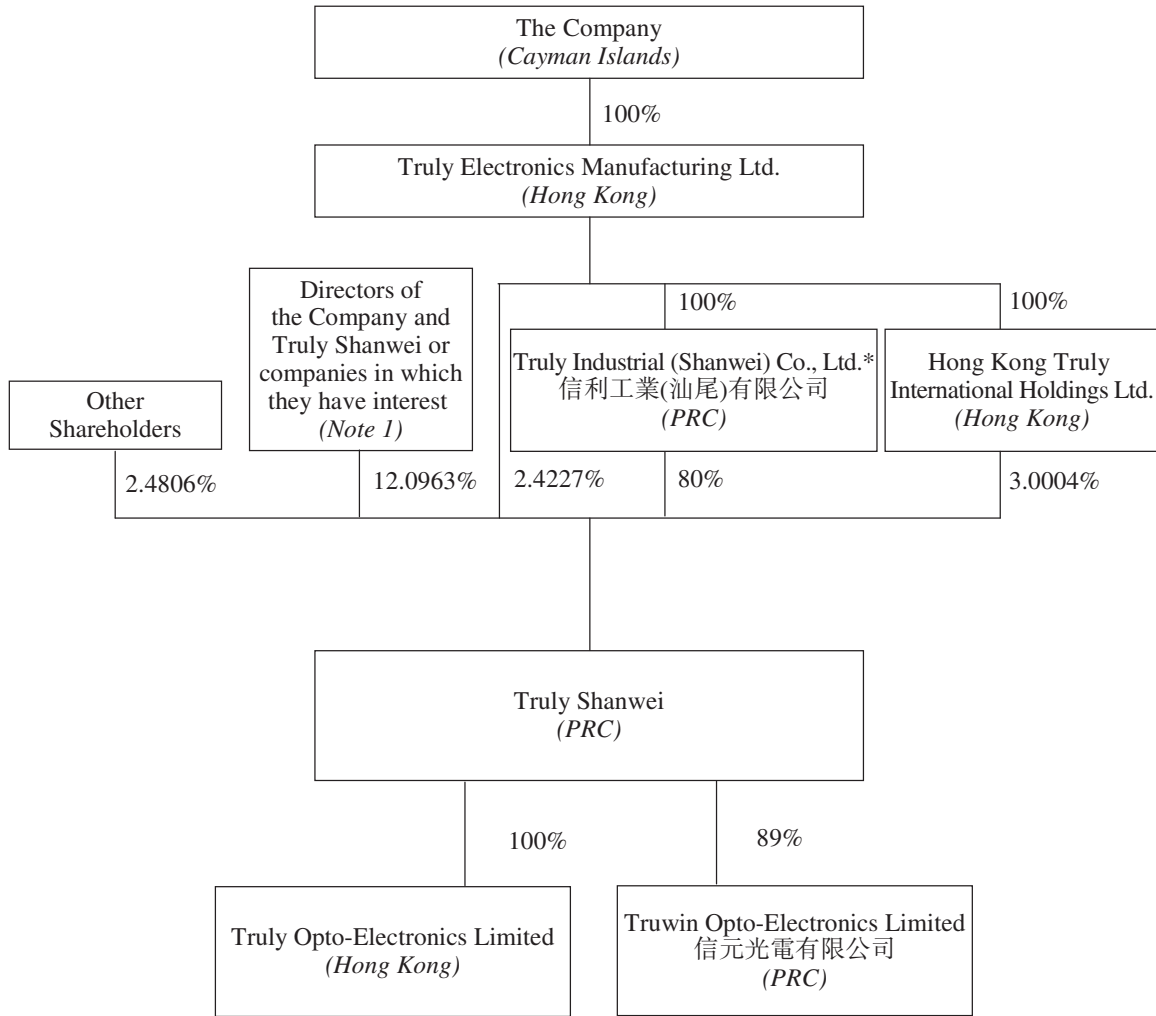 The Company
(Cayman Islands)
100%
Truly Electronics Manufacturing Ltd.
(Hong Kong)
Other
Shareholders
Directors of
the Company and
Truly Shanwei or
companies in which
they have interest
(Note 1)
100%
Truly Industrial (Shanwei) Co., Ltd.*
信利工業(汕尾)有限公司
(PRC)
100%
Hong Kong Truly
International Holdings Ltd.
(Hong Kong)
2.4806%
12.0963%
2.4227%
80%
3.0004%
Truly Shanwei
(PRC)
100%
89%
Truly Opto-Electronics Limited
(Hong Kong)
Truwin Opto-Electronics Limited
信元光電有限公司
(PRC)